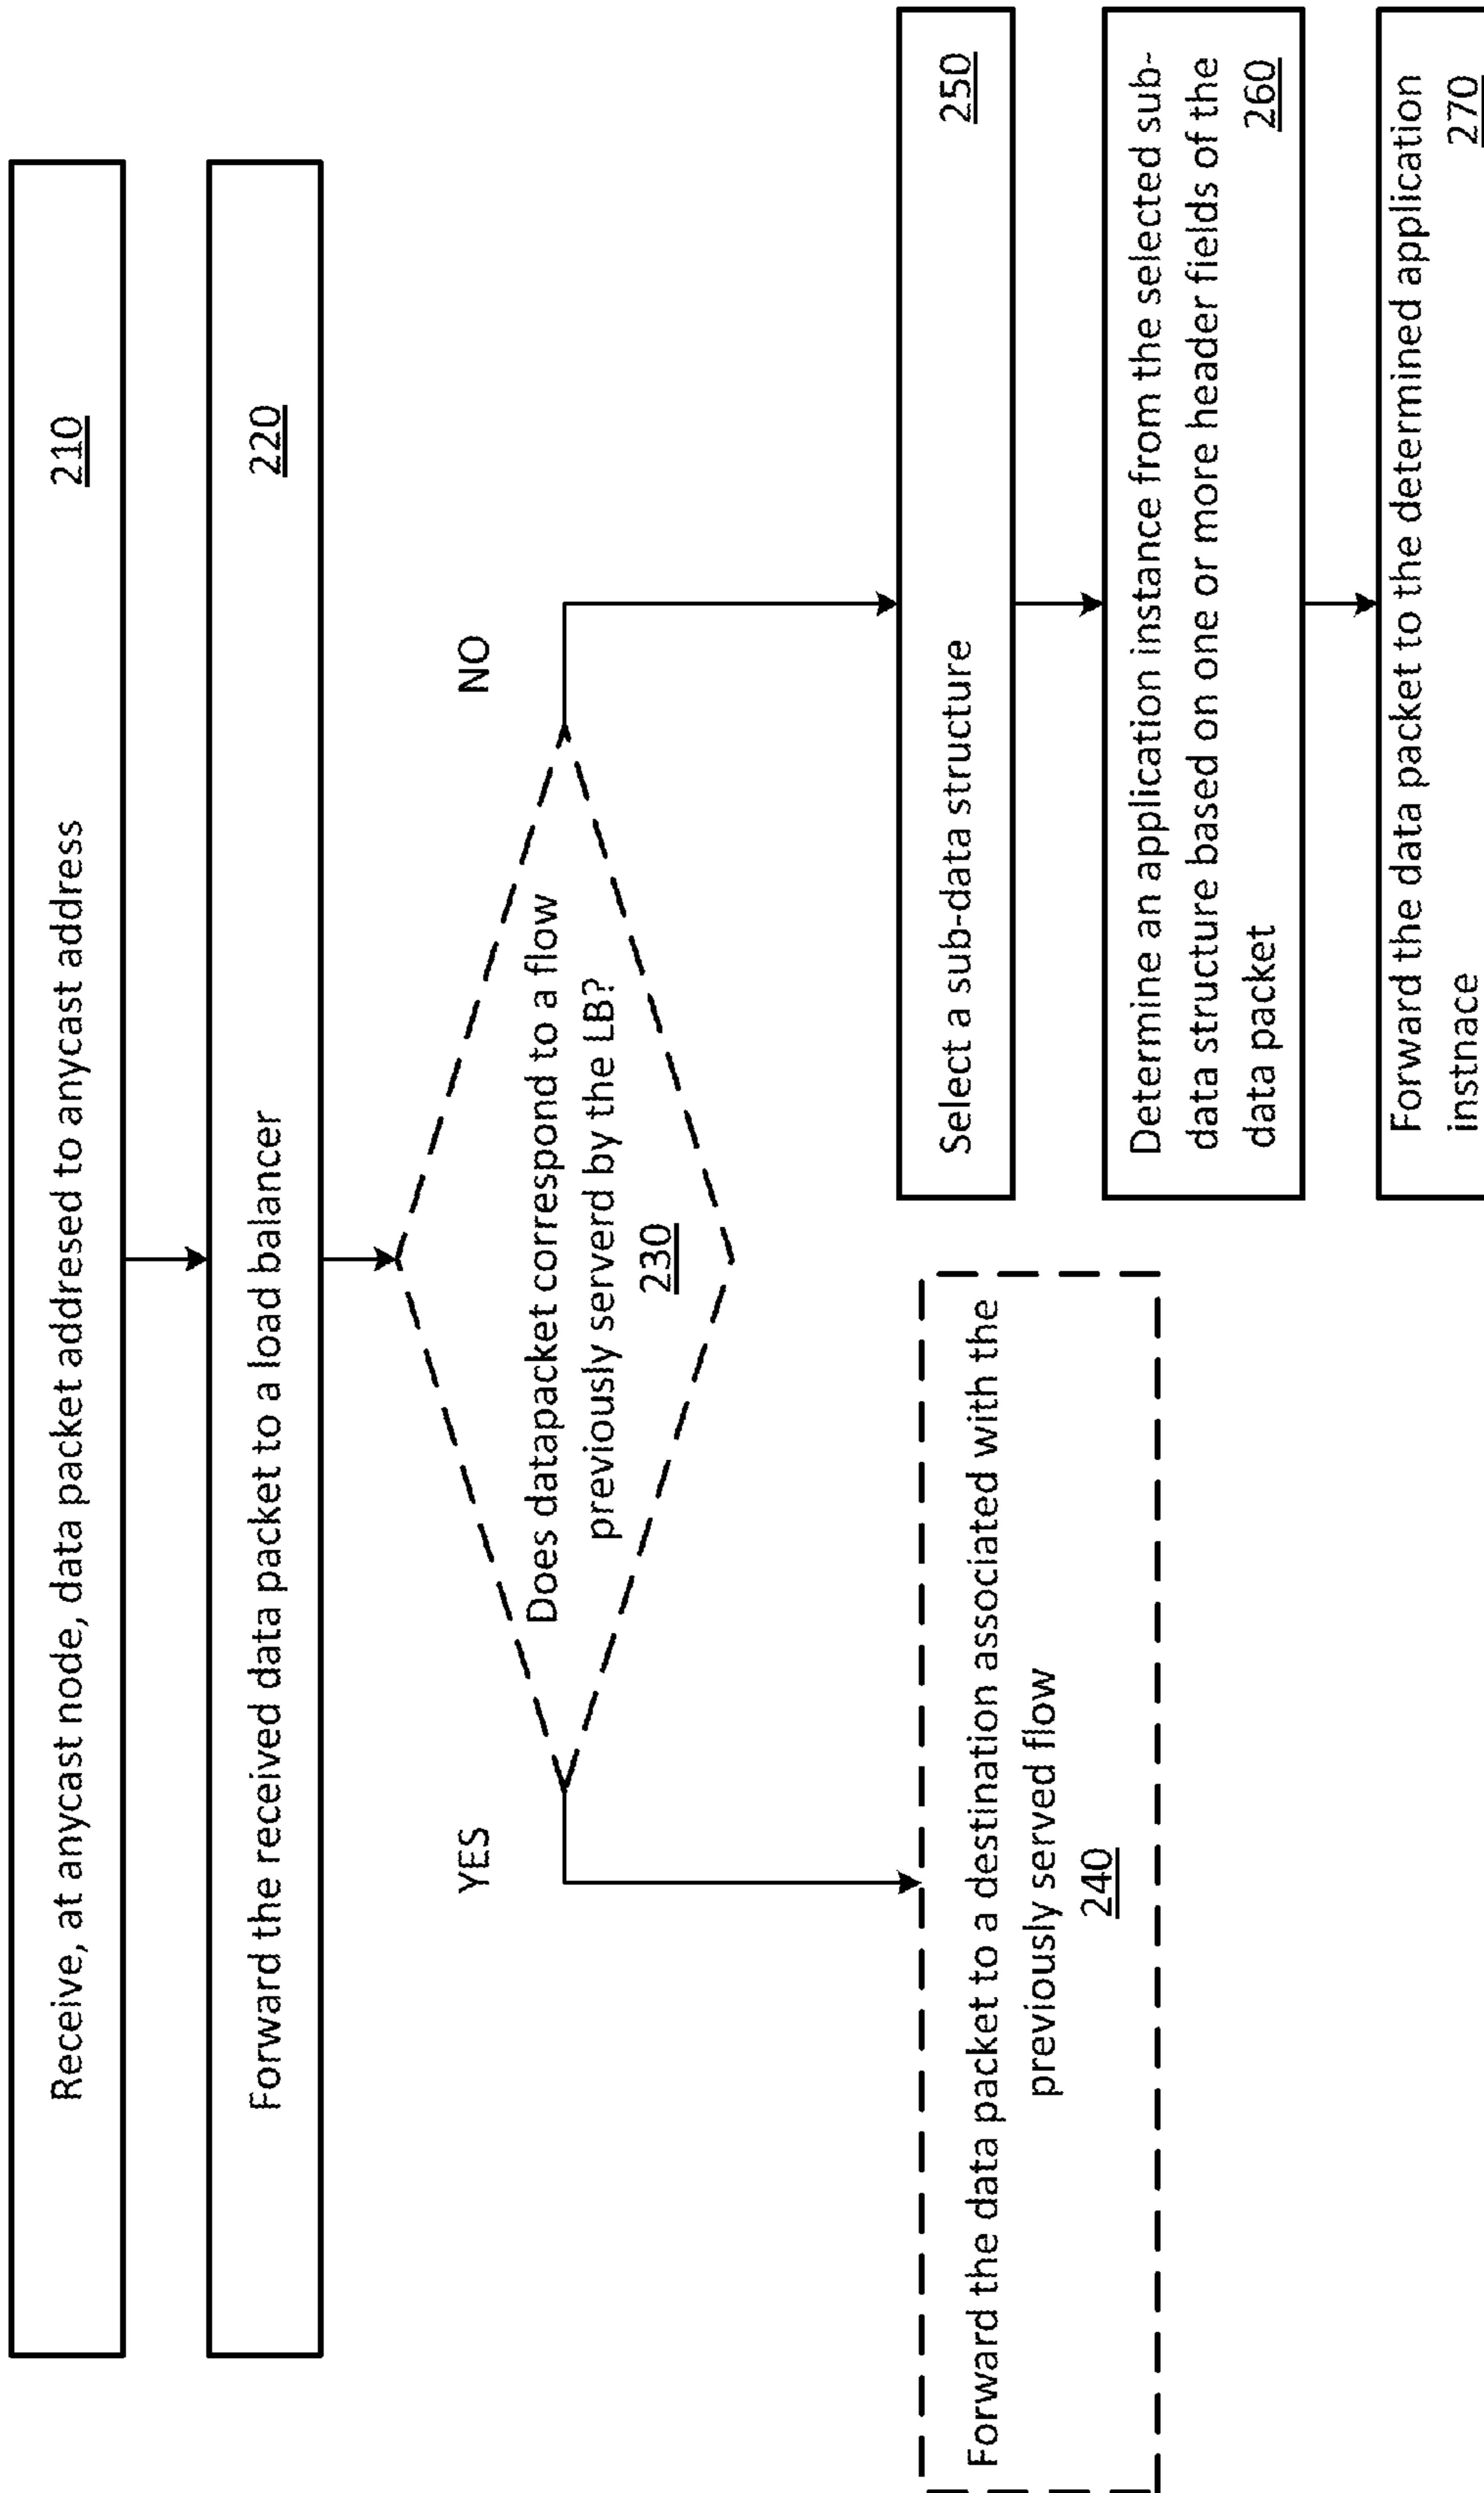 Receive, at anycast node, data packet addresed to anycast address 210
Forward the received data packet to a load balancer 220
Does datapacket correspond to a flow
previously serverd by the LB?
230
YES
NO
Forward the data packet to a destination associated with the
previously served flow
240
Select a sub-data structure 250
Determine an application instance from the selected sub-
data structure based on one or more header fields of the
data packet 260
Forward the data packet to the determined application
instnace 270